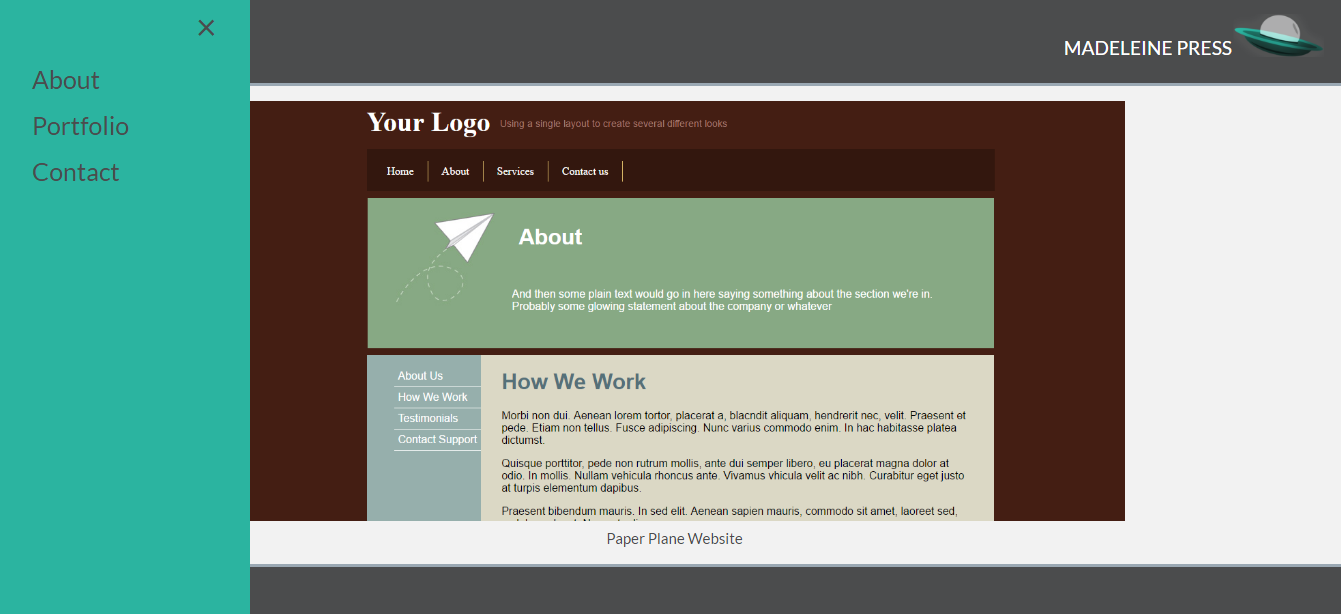 About
Portfolio
Contact
MADELEINE PRESS
Your Logo
Using a single layout to create several different looks
Home
About
Services
Contact us
About
And then some plain text would go in here saying something about the section we're in.
Probably some glowing statement about the company or whatever
About Us
How We Work
Testimonials
Contact Support
How We Work
Morbi non dui. Aenean lorem tortor, placerat a, blacndit aliquam, hendrerit nec, velit. Praesent et
pede. Etiam non tellus. Fusce adipiscing. Nunc varius commodo enim. In hac habitasse platea
dictumst.
Quisque porttitor, pede non rutrum mollis, ante dui semper libero, eu placerat magna dolor at
odio. In mollis. Nullam vehicula rhoncus ante. Vivamus vhicula velit ac nibh. Curabitur eget justo
at turpis elementum dapibus.
Praesent bibendum mauris. In sed elit. Aenean sapien mauris, commodo sit amet, laoreet sed,
Paper Plane Website